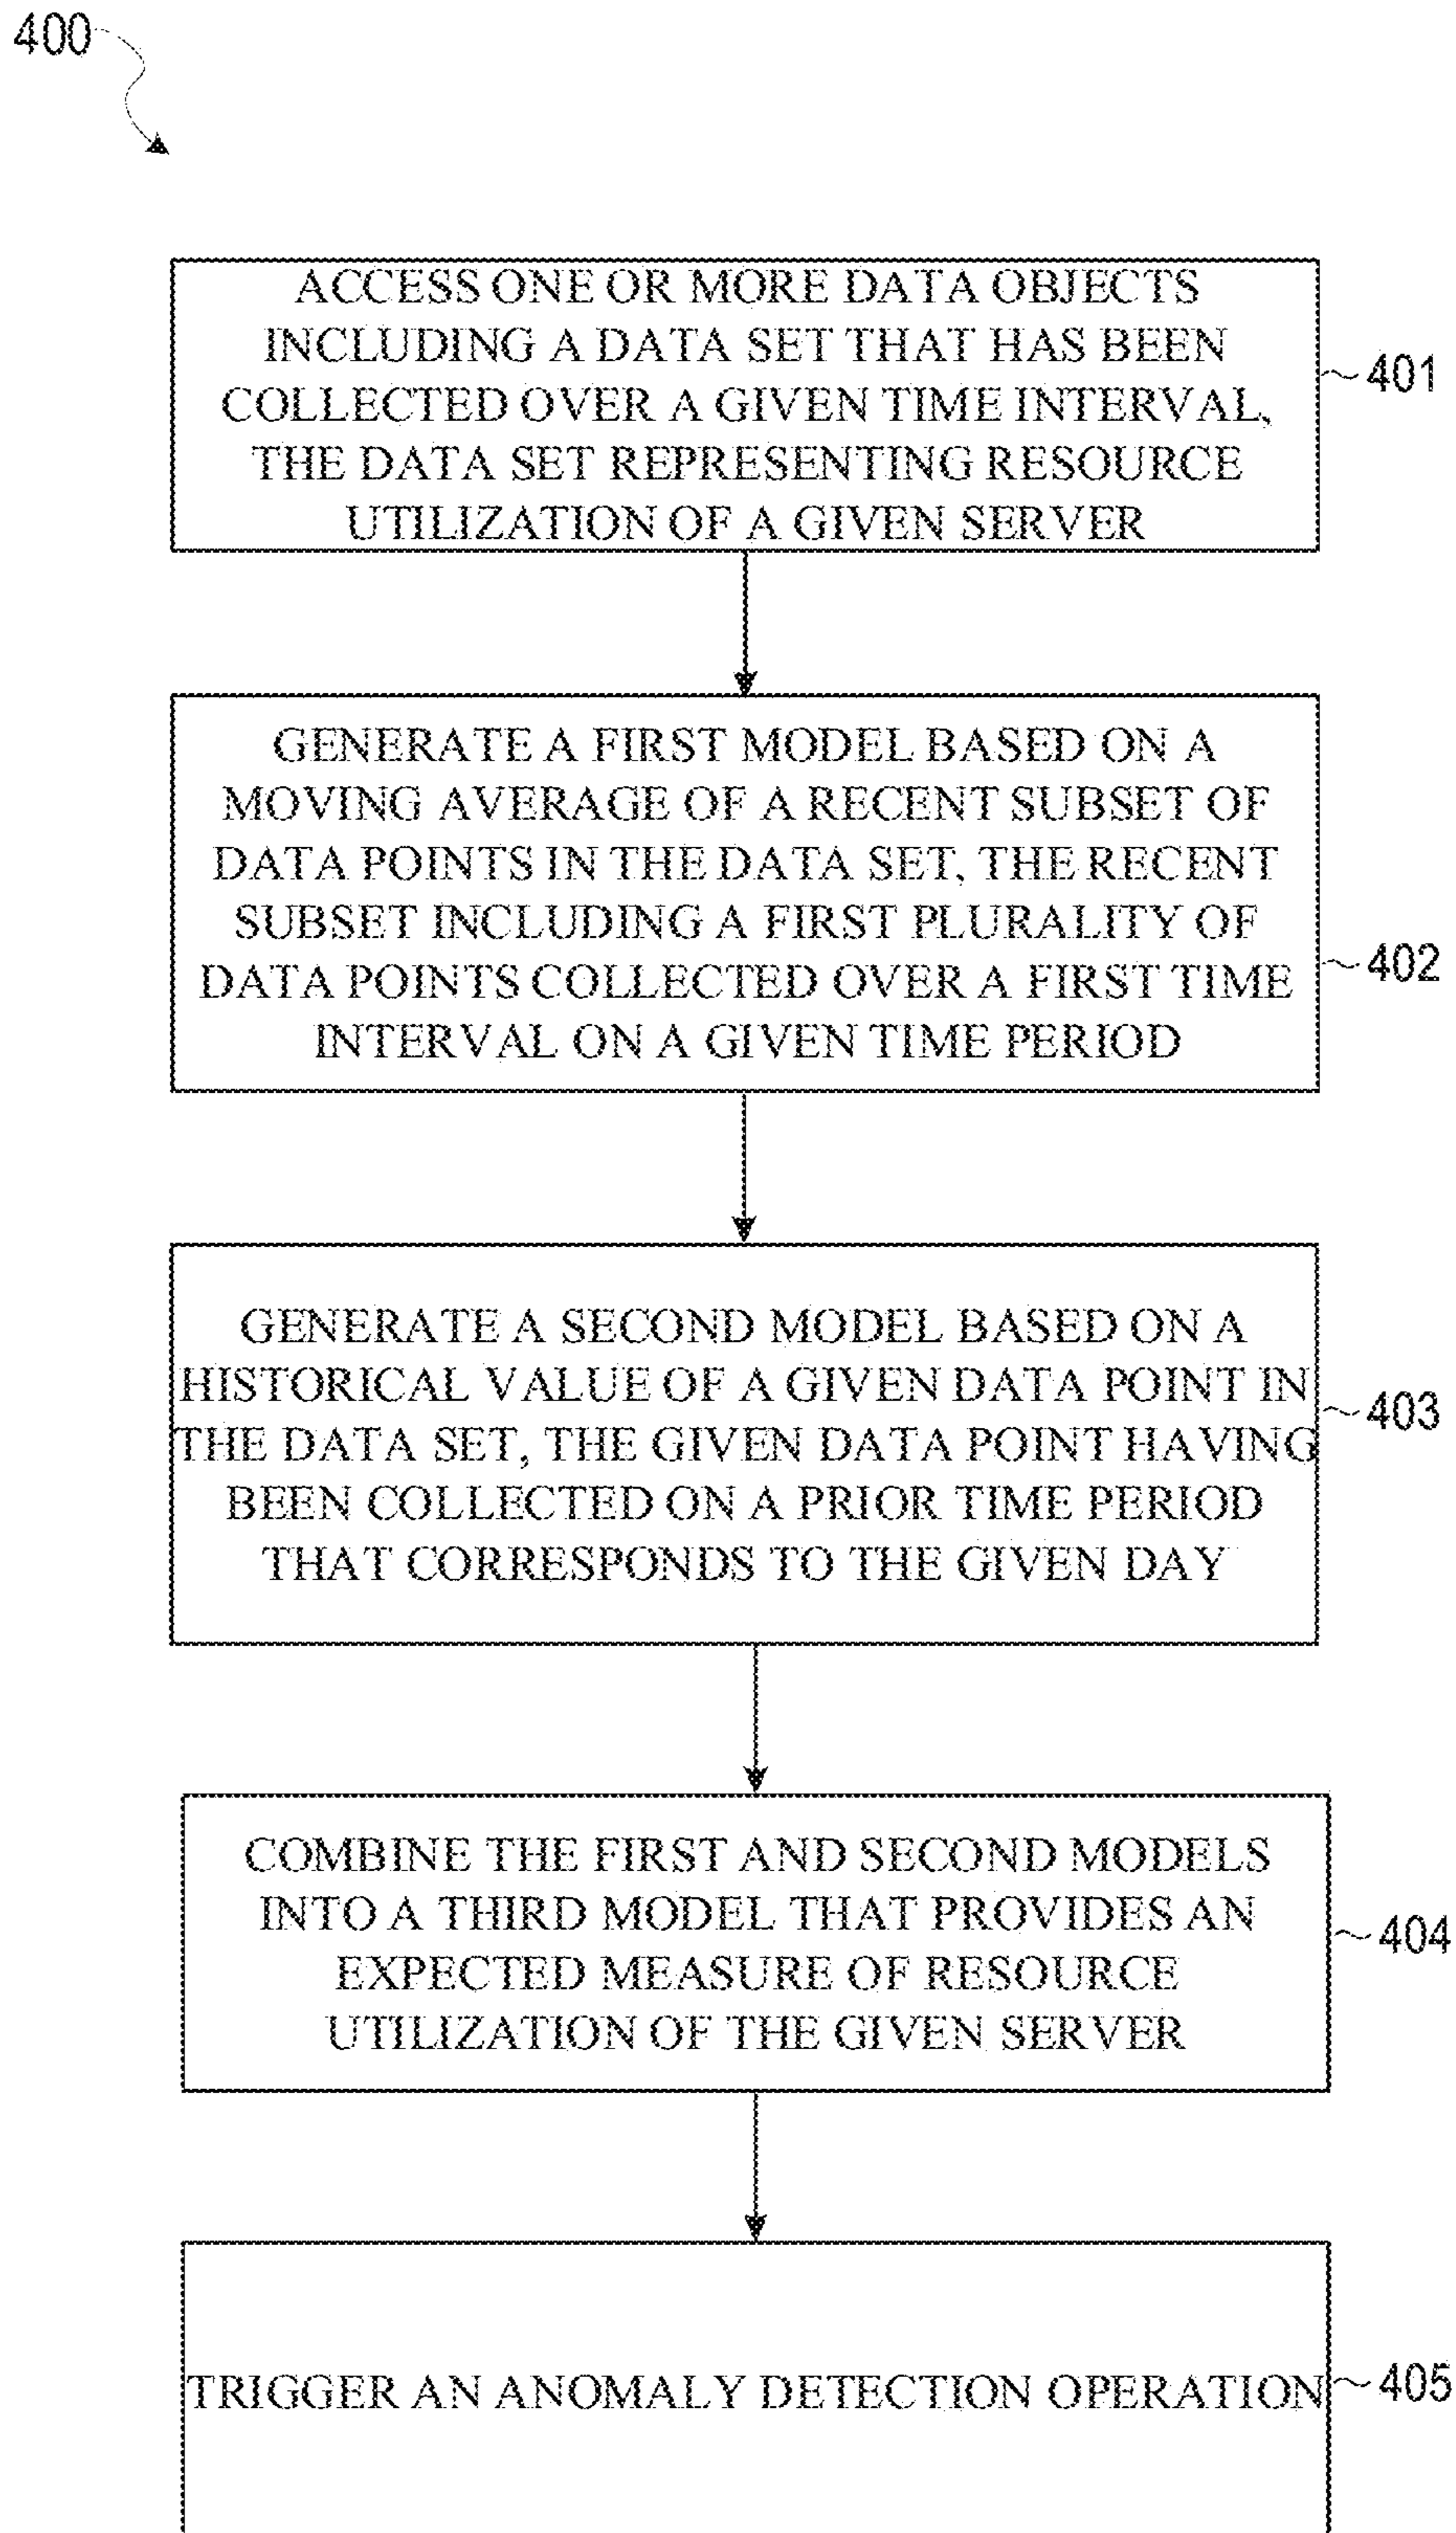 400
ACCESS ONE OR MORE DATA OBJECTS
INCLUDING A DATA SET THAT HAS BEEN
COLLECTED OVER A GIVEN TIME INTERVAL,
THE DATA SET REPRESENTING RESOURCE
UTILIZATION OF A GIVEN SERVER
401
GENERATE A FIRST MODEL BASED ON A
MOVING AVERAGE OF A RECENT SUBSET OF
DATA POINTS IN THE DATA SET, THE RECENT
SUBSET INCLUDING A FIRST PLURALITY OF
DATA POINTS COLLECTED OVER A FIRST TIME
INTERVAL ON A GIVEN TIME PERIOD
402
GENERATE A SECOND MODEL BASED ON A
HISTORICAL VALUE OF A GIVEN DATA POINT IN
THE DATA SET, THE GIVEN DATA POINT HAVING
BEEN COLLECTED ON A PRIOR TIME PERIOD
THAT CORRESPONDS TO THE GIVEN DAY
403
COMBINE THE FIRST AND SECOND MODELS
INTO A THIRD MODEL THAT PROVIDES AN
EXPECTED MEASURE OF RESOURCE
UTILIZATION OF THE GIVEN SERVER
404
TRIGGER AN ANOMALY DETECTION OPERATION
405